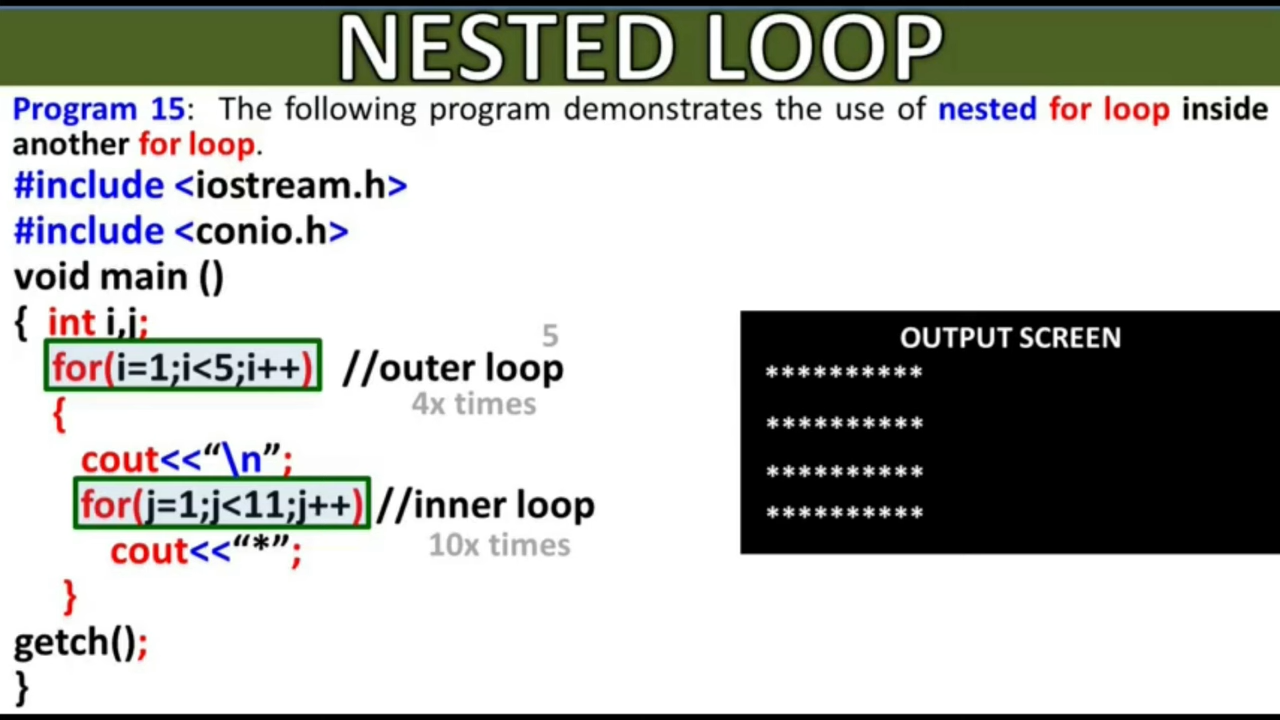 NESTED LOOP
Program 15: The following program demonstrates the use of nested for loop inside
another for loop.
#include <iostream.h>
#include <conio.h>
void main ()
{ int i,j;
5
for(i=1;i<5;i++) //outer loop
4x times
{
cout<<“\n”;
for(j=1;j<11;j++) //inner loop
10x times
cout<<“*”;
}
getch();
}
OUTPUT SCREEN
**********
**********
**********
**********